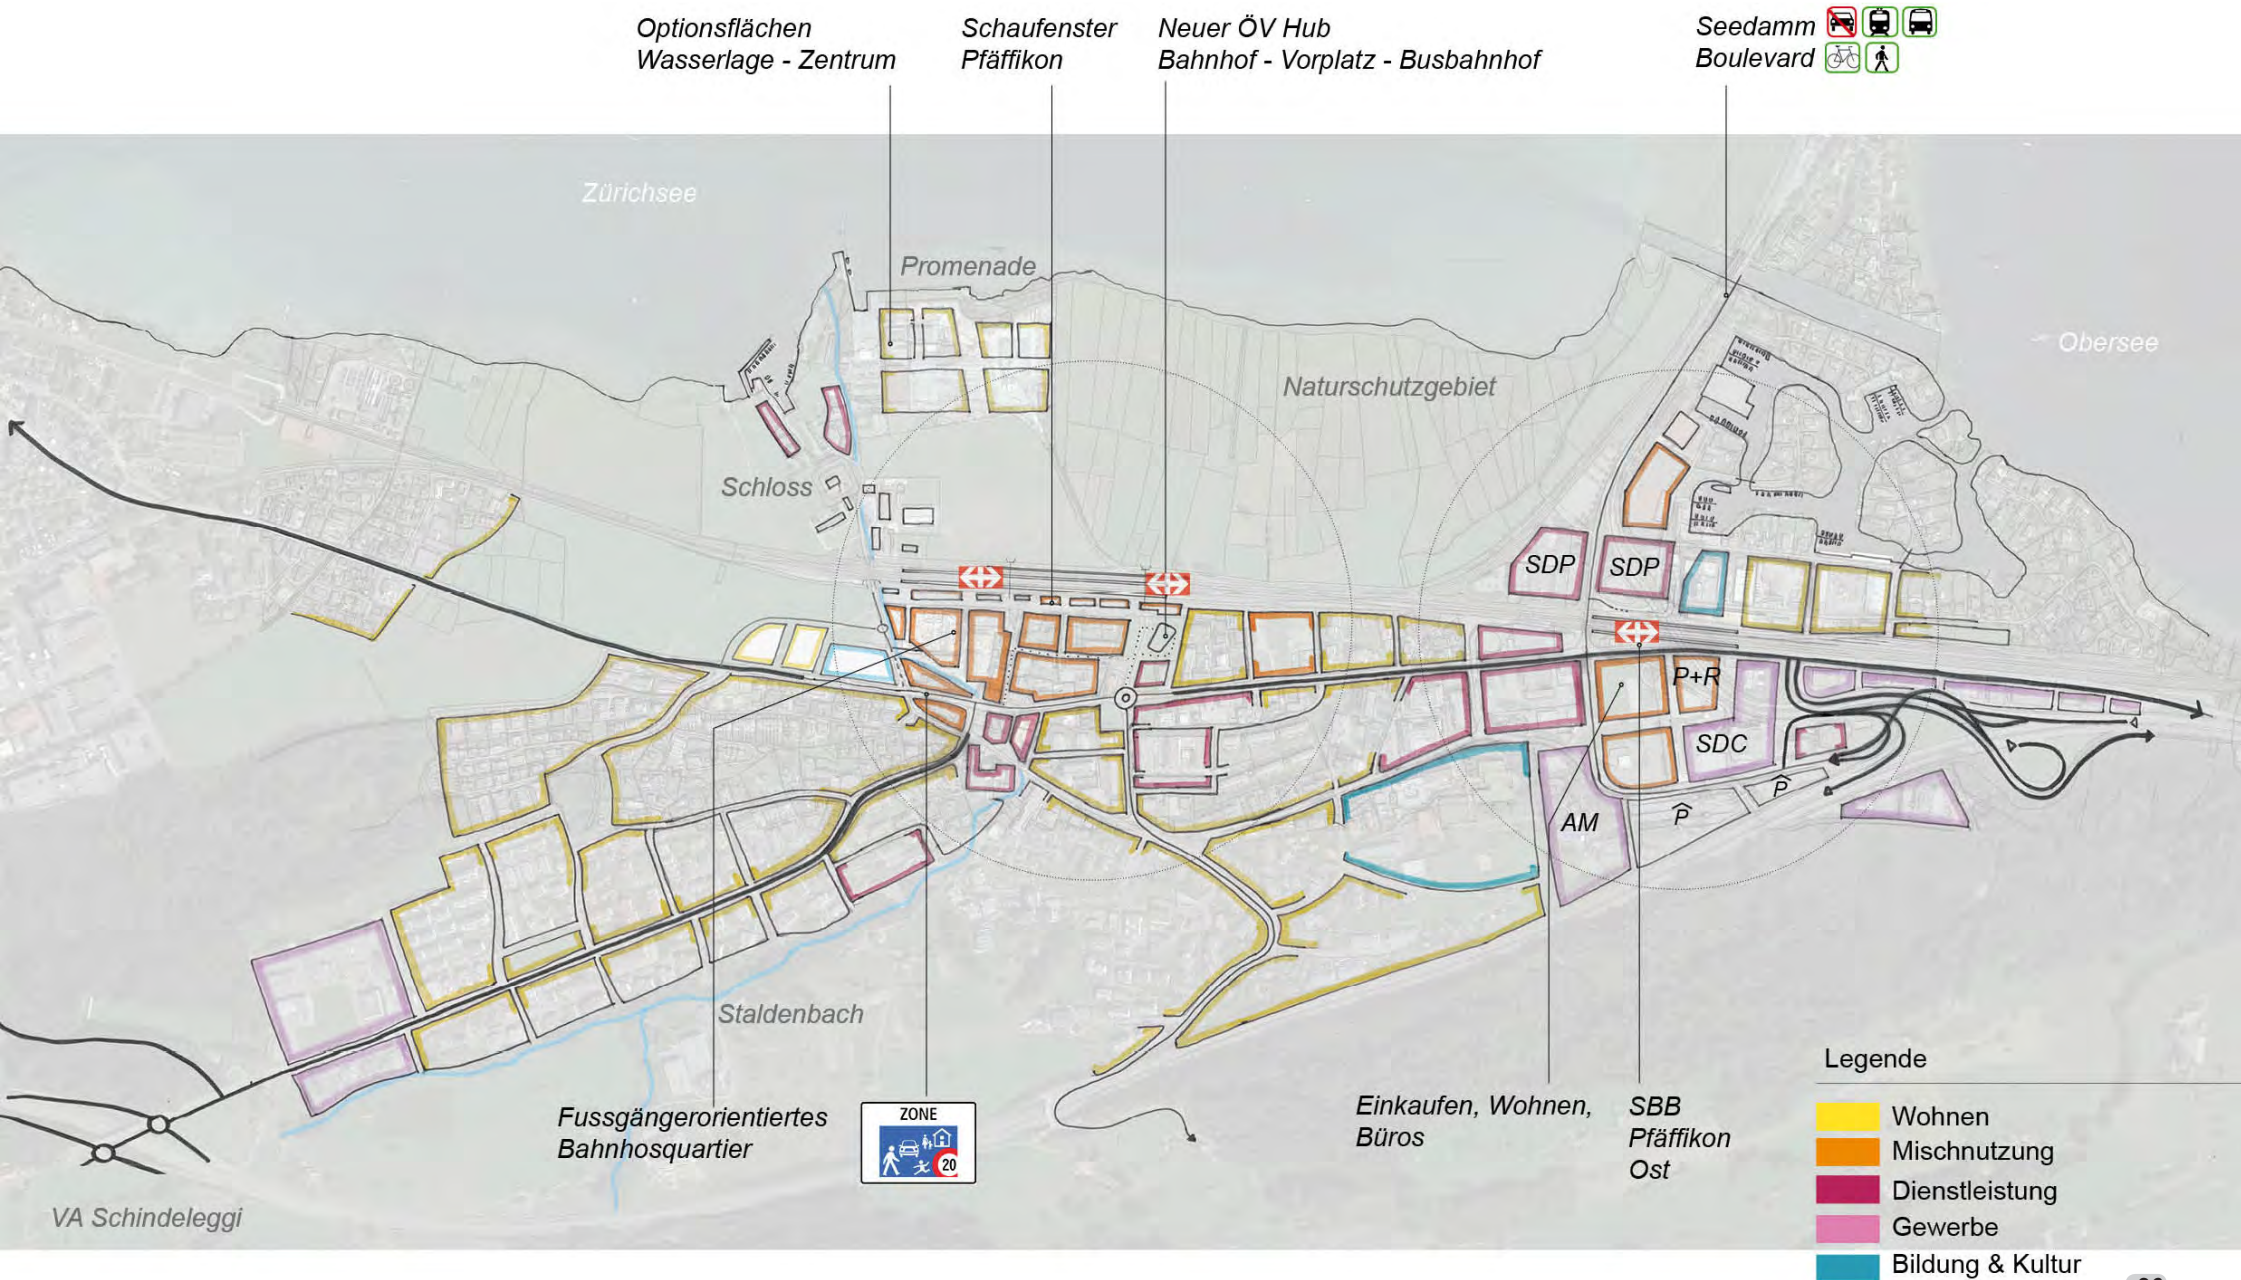 Optionsflächen
Wasserlage - Zentrum
Schaufenster
Pfäffikon
Neuer ÖV Hub
Bahnhof - Vorplatz - Busbahnhof
Seedamm
Boulevard
Zürichsee
Promenade
Obersee
Naturschutzgebiet
Schloss
SDP
SDP
P+R
SDC
P
P
AM
Staldenbach
Fussgängerorientiertes
Bahnhosquartier
ZONE
20
Einkaufen, Wohnen,
Büros
SBB
Pfäffikon
Ost
VA Schindeleggi
Legende
Wohnen
Mischnutzung
Dienstleistung
Gewerbe
Bildung & Kultur